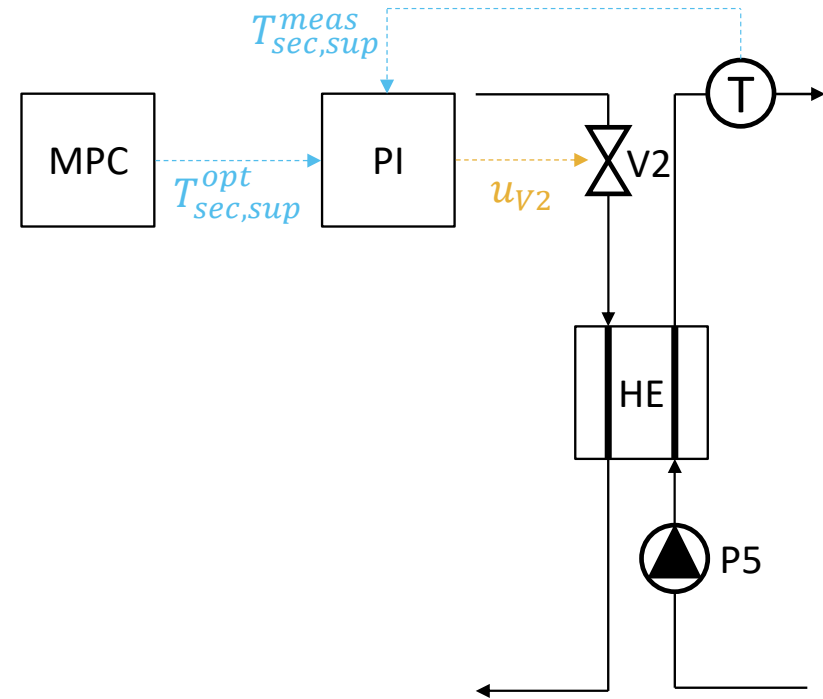 T_{sec,sup}^{meas}
T
MPC
PI
V2
T_{sec,sup}^{opt}
u_{V2}
HE
P5